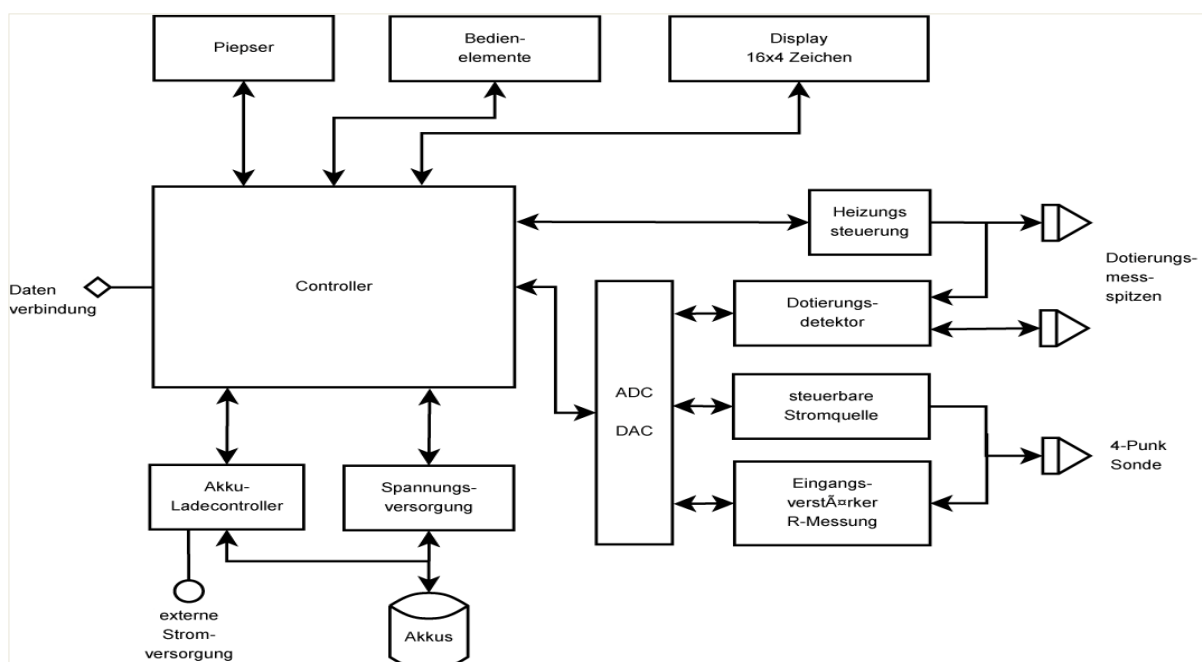 Piepser
Bedien-
elemente
Display
16x4 Zeichen
Heizungs
steuerung
Dotierungs-
mess-
spitzen
Daten
verbindung
Controller
Dotierungs-
detektor
ADC
DAC
steuerbare
Stromquelle
4-Punk
Sonde
Akku-
Ladecontroller
Spannungs-
versorgung
Eingangs-
verstÃ¤rker
R-Messung
externe
Strom-
versorgung
Akkus